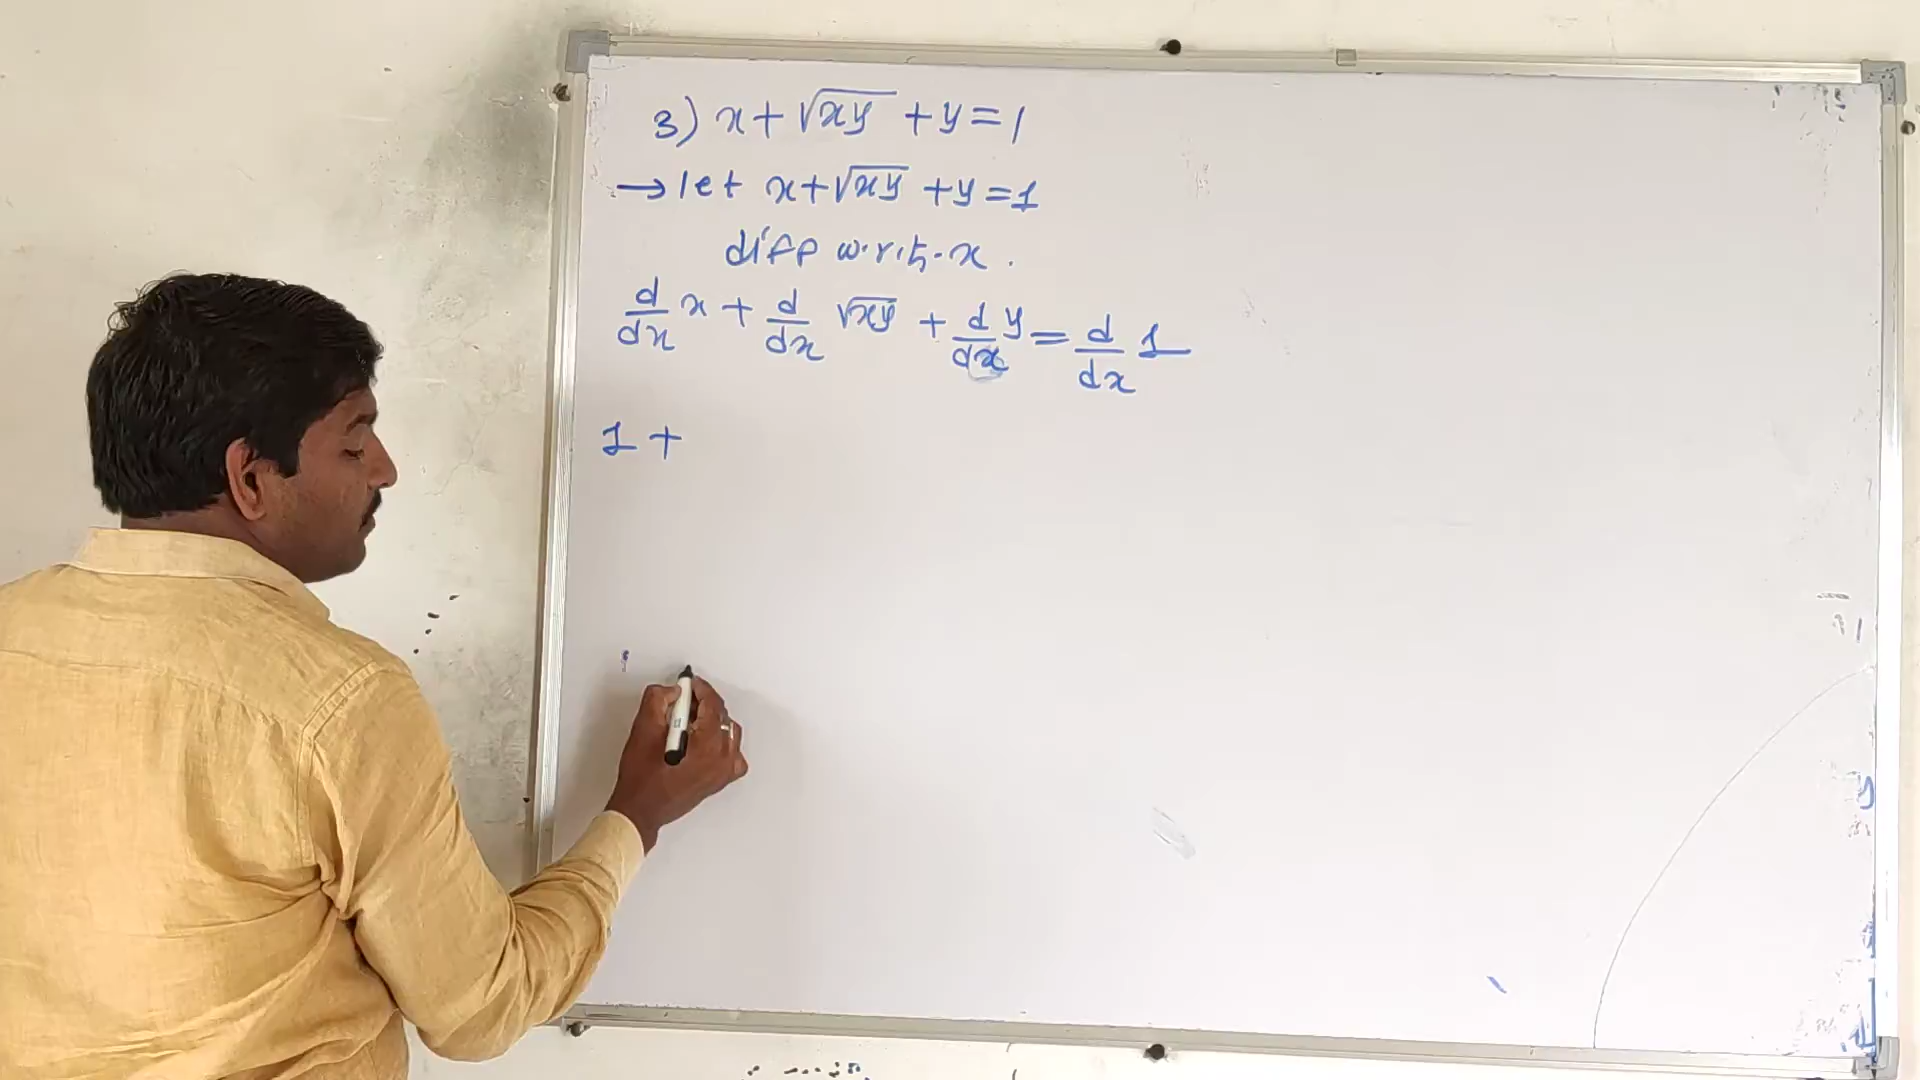 3) x + √xy + y = 1
→ let x + √xy + y = 1
diff w.r.t. x .
d/dx x + d/dx √xy + d/dx y = d/dx 1
1 +